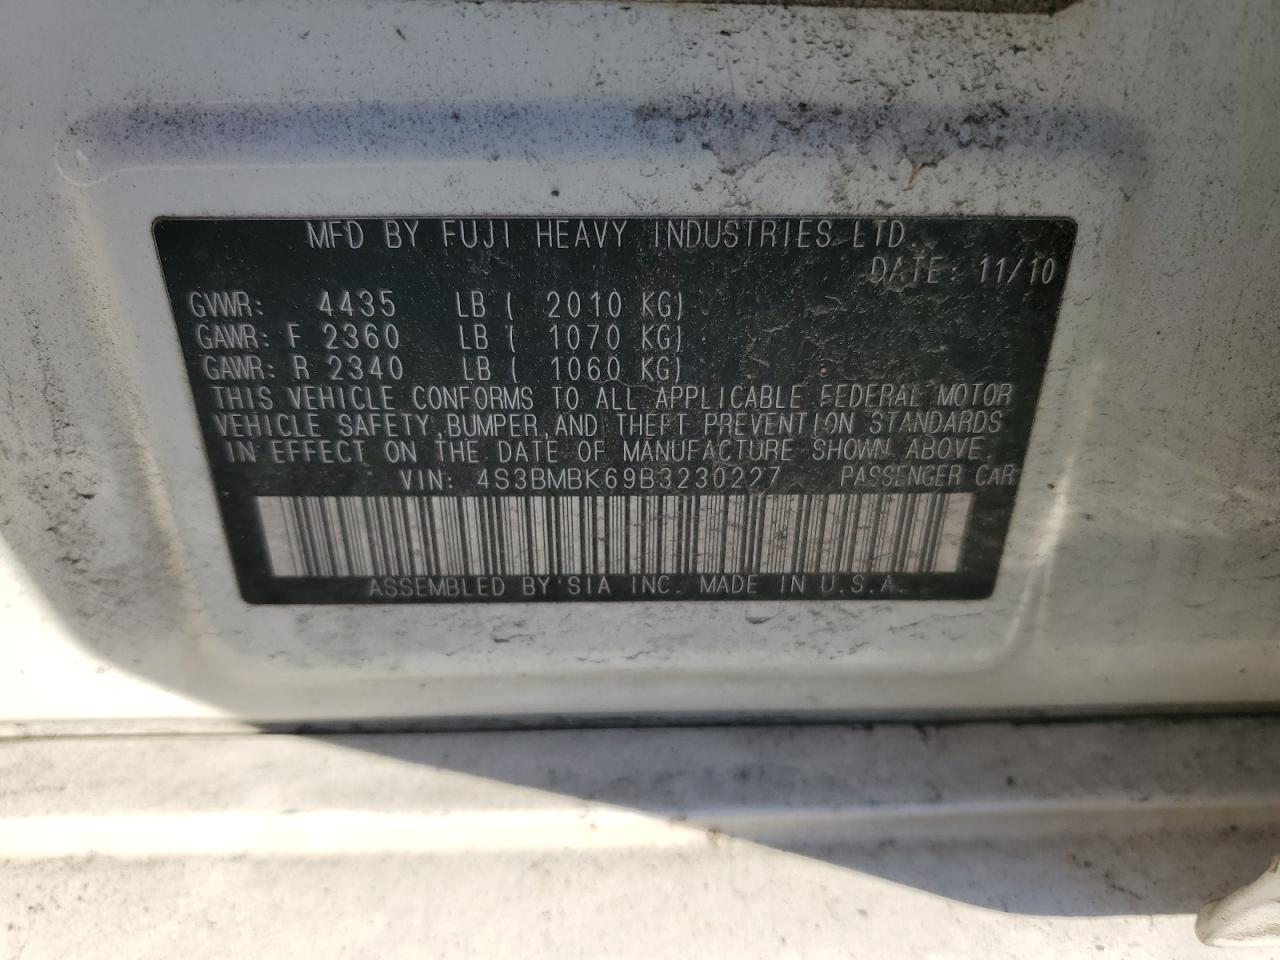 MFD BY FUJI HEAVY INDUSTRIES LTD.
DATE: 11/10
GVWR: 4435 LB ( 2010 KG)
GAWR: F 2360 LB ( 1070 KG)
GAWR: R 2340 LB ( 1060 KG)
THIS VEHICLE CONFORMS TO ALL APPLICABLE FEDERAL MOTOR
VEHICLE SAFETY, BUMPER, AND THEFT PREVENTION STANDARDS
IN EFFECT ON THE DATE OF MANUFACTURE SHOWN ABOVE.
VIN: 4S3BMBK69B3230227 PASSENGER CAR
ASSEMBLED BY SIA INC. MADE IN U.S.A.